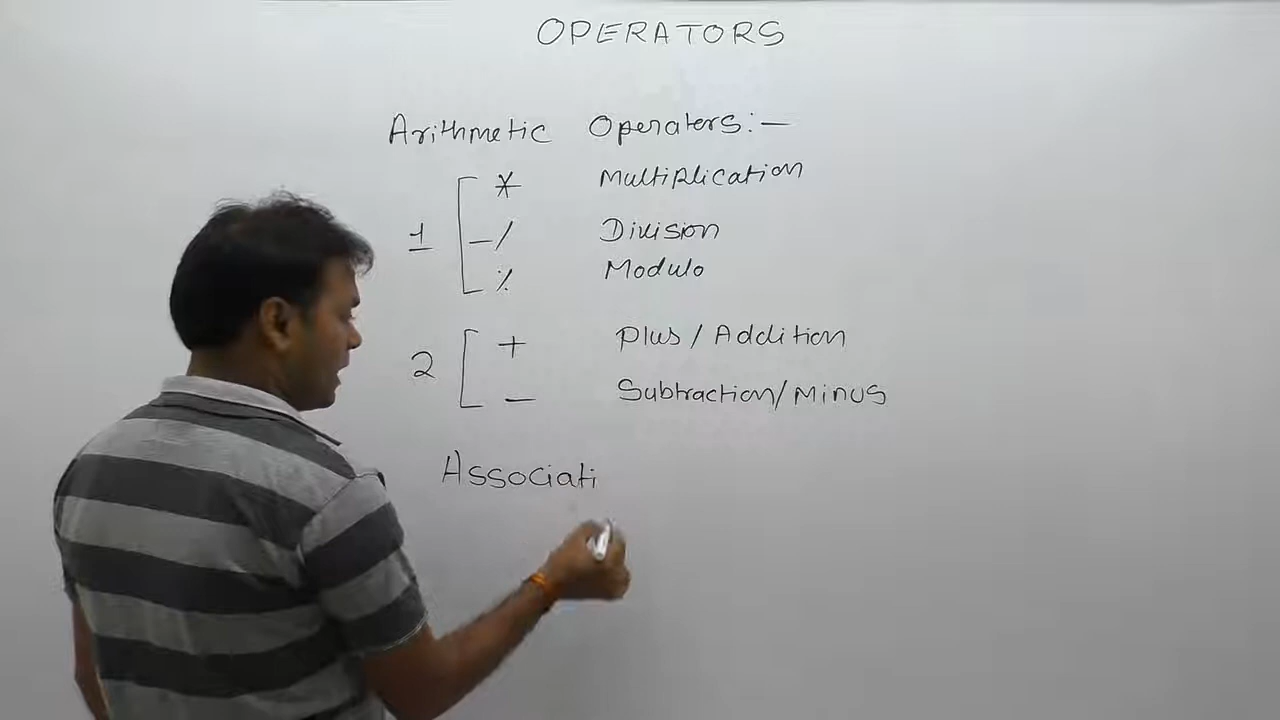 OPERATORS
Arithmetic Operators:—
* Multiplication
1 / Division
% Modulo
+ Plus / Addition
2
- Subtraction/Minus
Associati